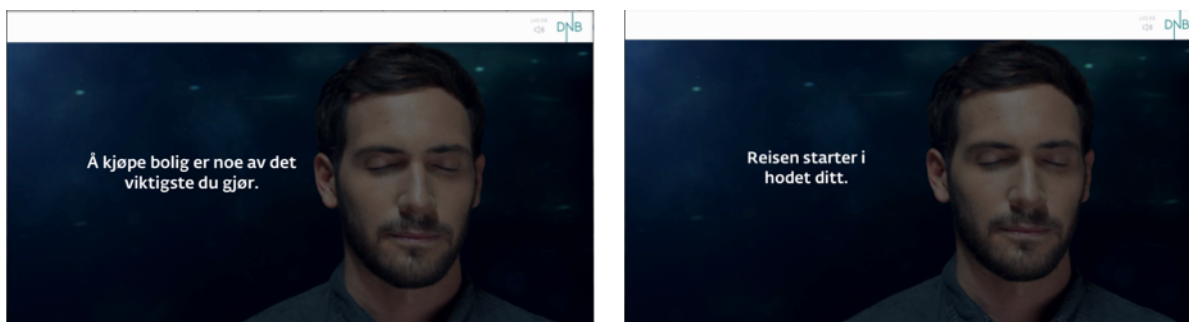 DNB
Å kjøpe bolig er noe av det
viktigste du gjør.
DNB
Reisen starter i
hodet ditt.